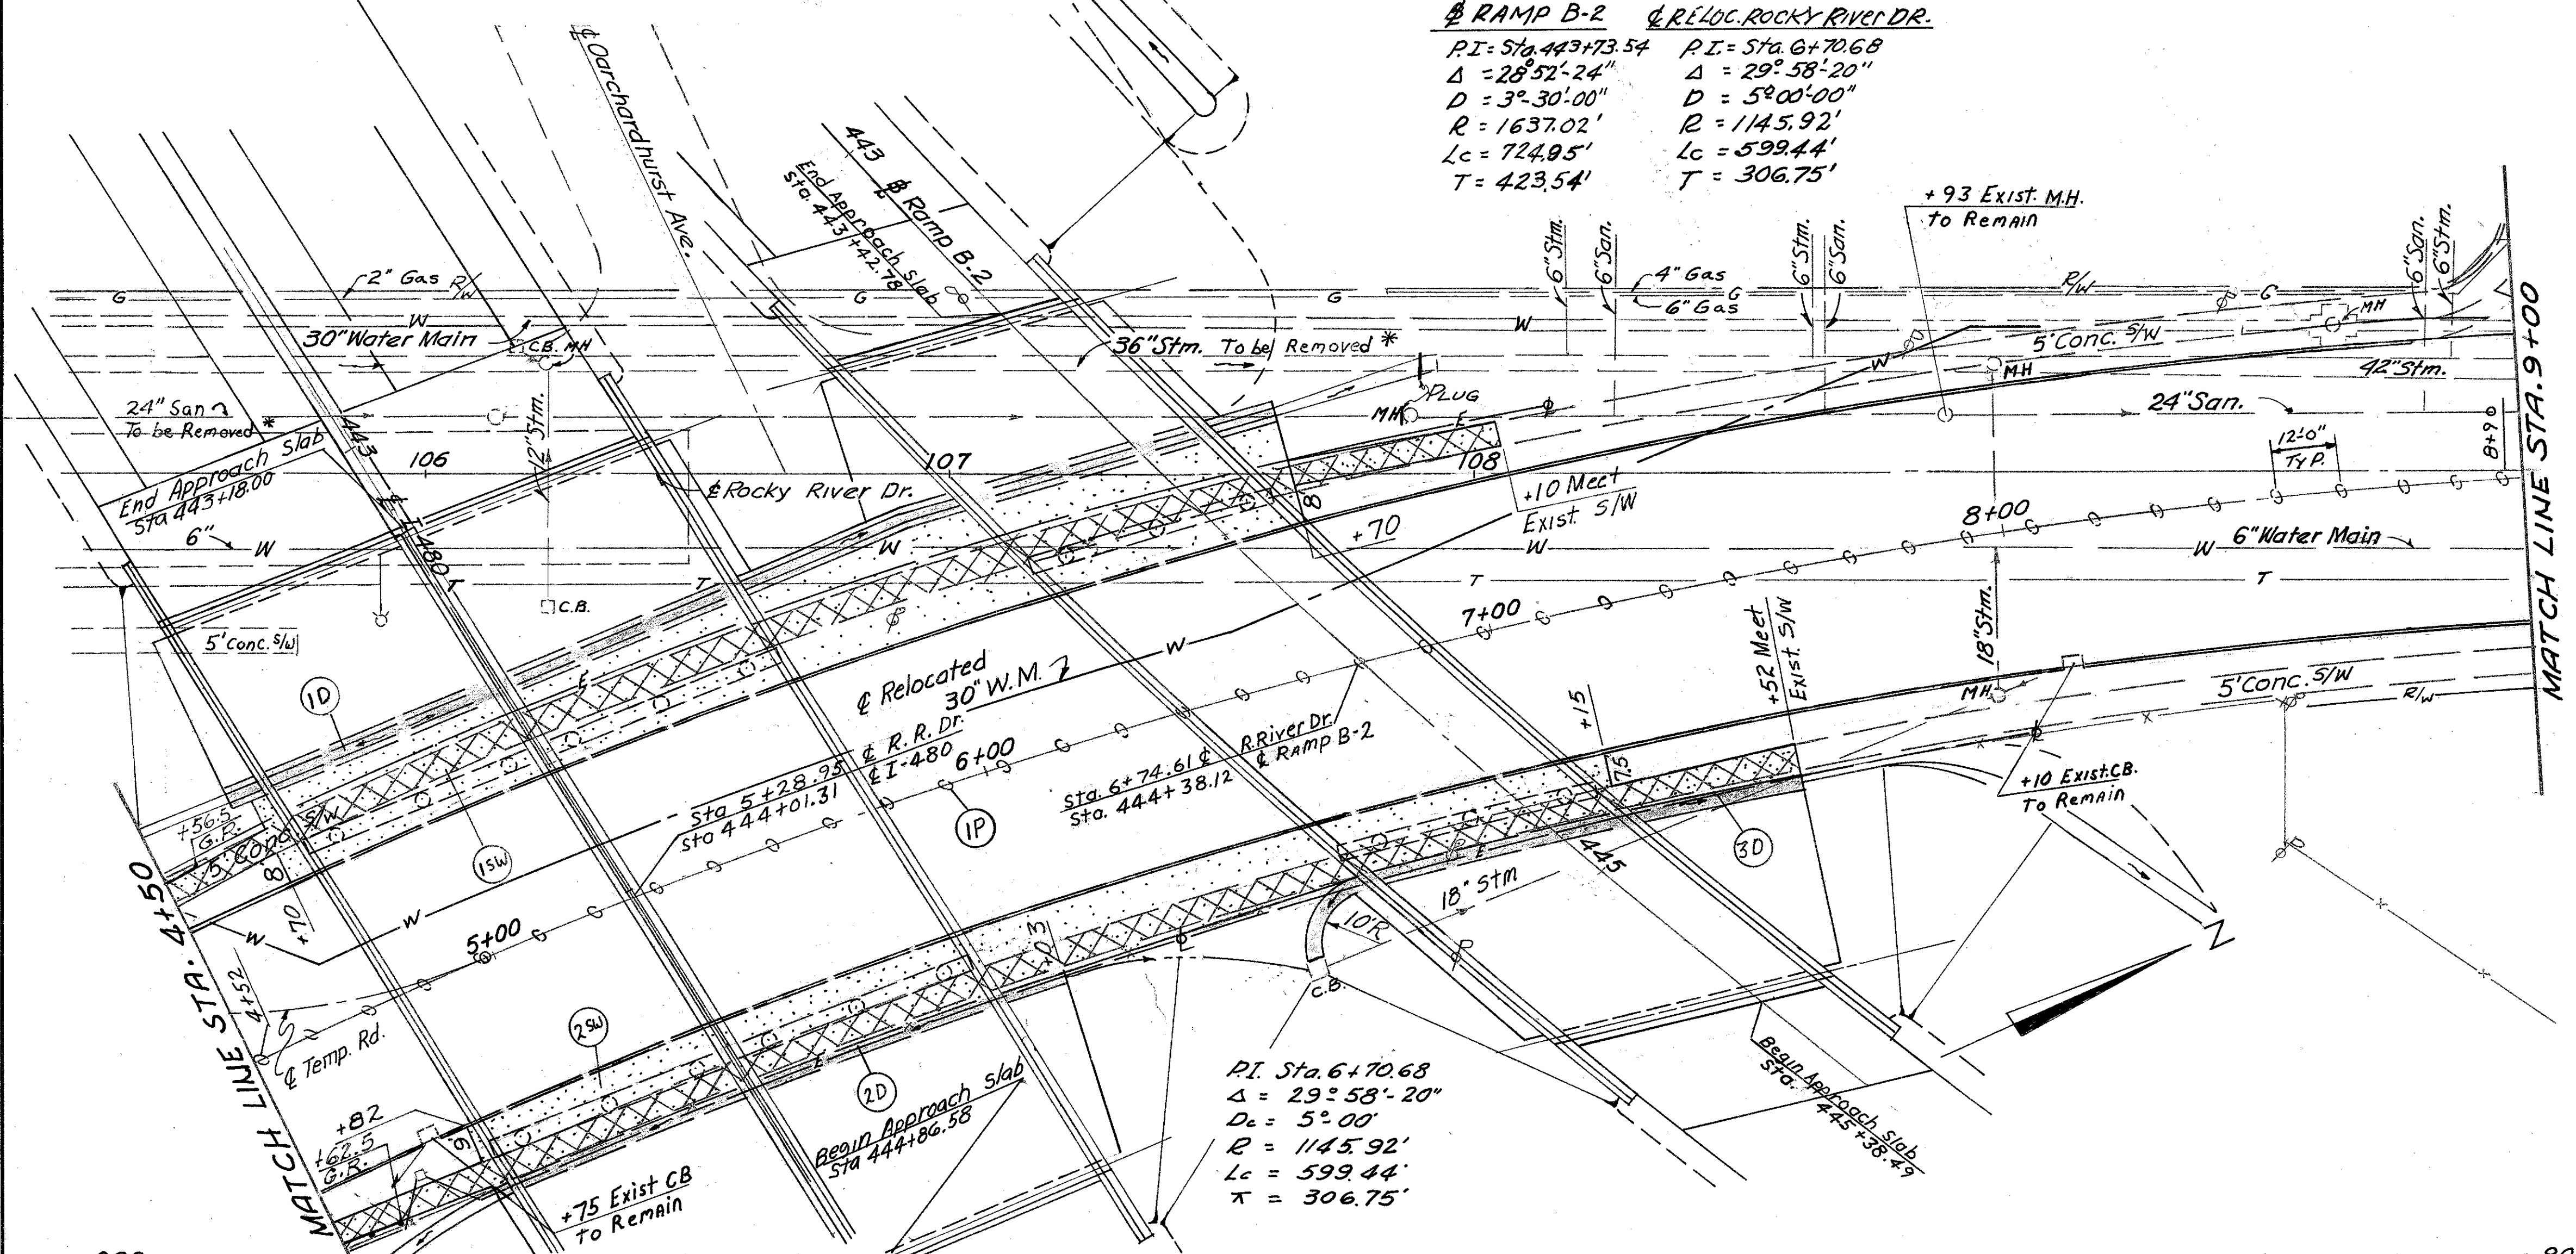 ℄ RAMP B-2
P.I = Sta. 443+73.54
Δ = 28°52'-24"
D = 3°-30'-00"
R = 1637.02'
Lc = 724.95'
T = 423.54'
℄ RELOC. ROCKY RIVER DR.
P.I. = Sta. 6+70.68
Δ = 29°-58'-20"
D = 5°00'-00"
R = 1145.92'
Lc = 599.44'
T = 306.75'
℄ Oarchardhurst Ave.
443
℄ Ramp B-2
End Approach Slab
Sta. 443+42.78
+93 Exist. M.H.
to Remain
6" Stm.
6" San.
6" Stm.
6" San.
6" San.
6" Stm.
G
2" Gas
R/W
G
G
4" Gas
G
6" Gas
R/W
G
MH
W
30" Water Main
C.B.
MH
W
36" Stm. To be Removed *
W
5' Conc. S/W
MH
42" Stm.
PLUG
MH
24" San
To be Removed *
24" San.
12'-0"
TYP.
8+90
MATCH LINE STA. 9+00
End Approach Slab
Sta 443+18.00
443
106
12" Stm.
℄ Rocky River Dr.
107
108
E
8
+10 Meet
Exist. S/W
+70
8+00
6"
W
℄ I-480
T
W
W
W
6" Water Main
T
T
T
C.B.
5' Conc. S/W
7+00
18" Stm.
+52 Meet
Exist S/W
W
1D
E
℄ Relocated
30" W.M.
℄ R.R. Dr.
℄ I-480
Sta 5+28.95
Sta 444+01.31
6+00
1P
R. River Dr.
℄ RAMP B-2
Sta. 6+74.61 ℄
Sta. 444+38.12
+15
7.5
MH
5' Conc. S/W
R/W
+10 Exist. CB.
To Remain
+56.5
G.R.
5' Conc S/W
8
+70
1SW
MATCH LINE STA. 4+50
W
W
5+00
4+52
℄ Temp. Rd.
+03
E
18" Stm
10'R
445
3D
C.B.
N
2SW
E
2D
Begin Approach Slab
Sta 444+86.58
+82
+62.5
G.R.
9
+75 Exist CB
to Remain
P.I. Sta. 6+70.68
Δ = 29°58'-20"
Dc = 5°-00'
R = 1145.92'
Lc = 599.44'
T = 306.75'
Begin Approach Slab
Sta. 445+38.49